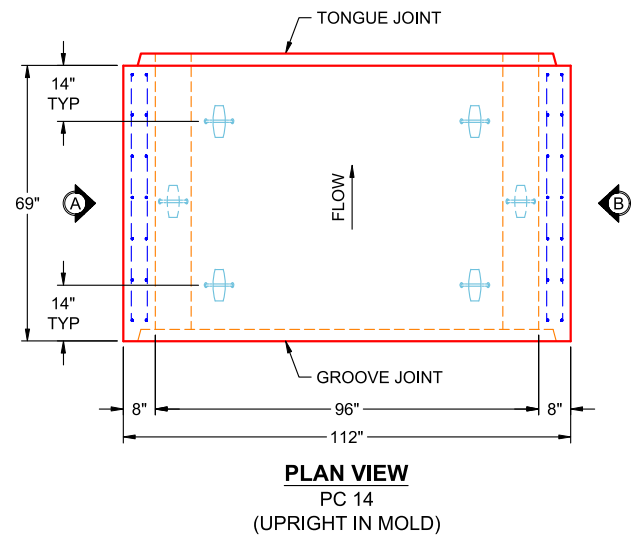 TONGUE JOINT
14"
TYP
69"
A
FLOW
B
14"
TYP
GROOVE JOINT
8"
96"
8"
112"
PLAN VIEW
PC 14
(UPRIGHT IN MOLD)